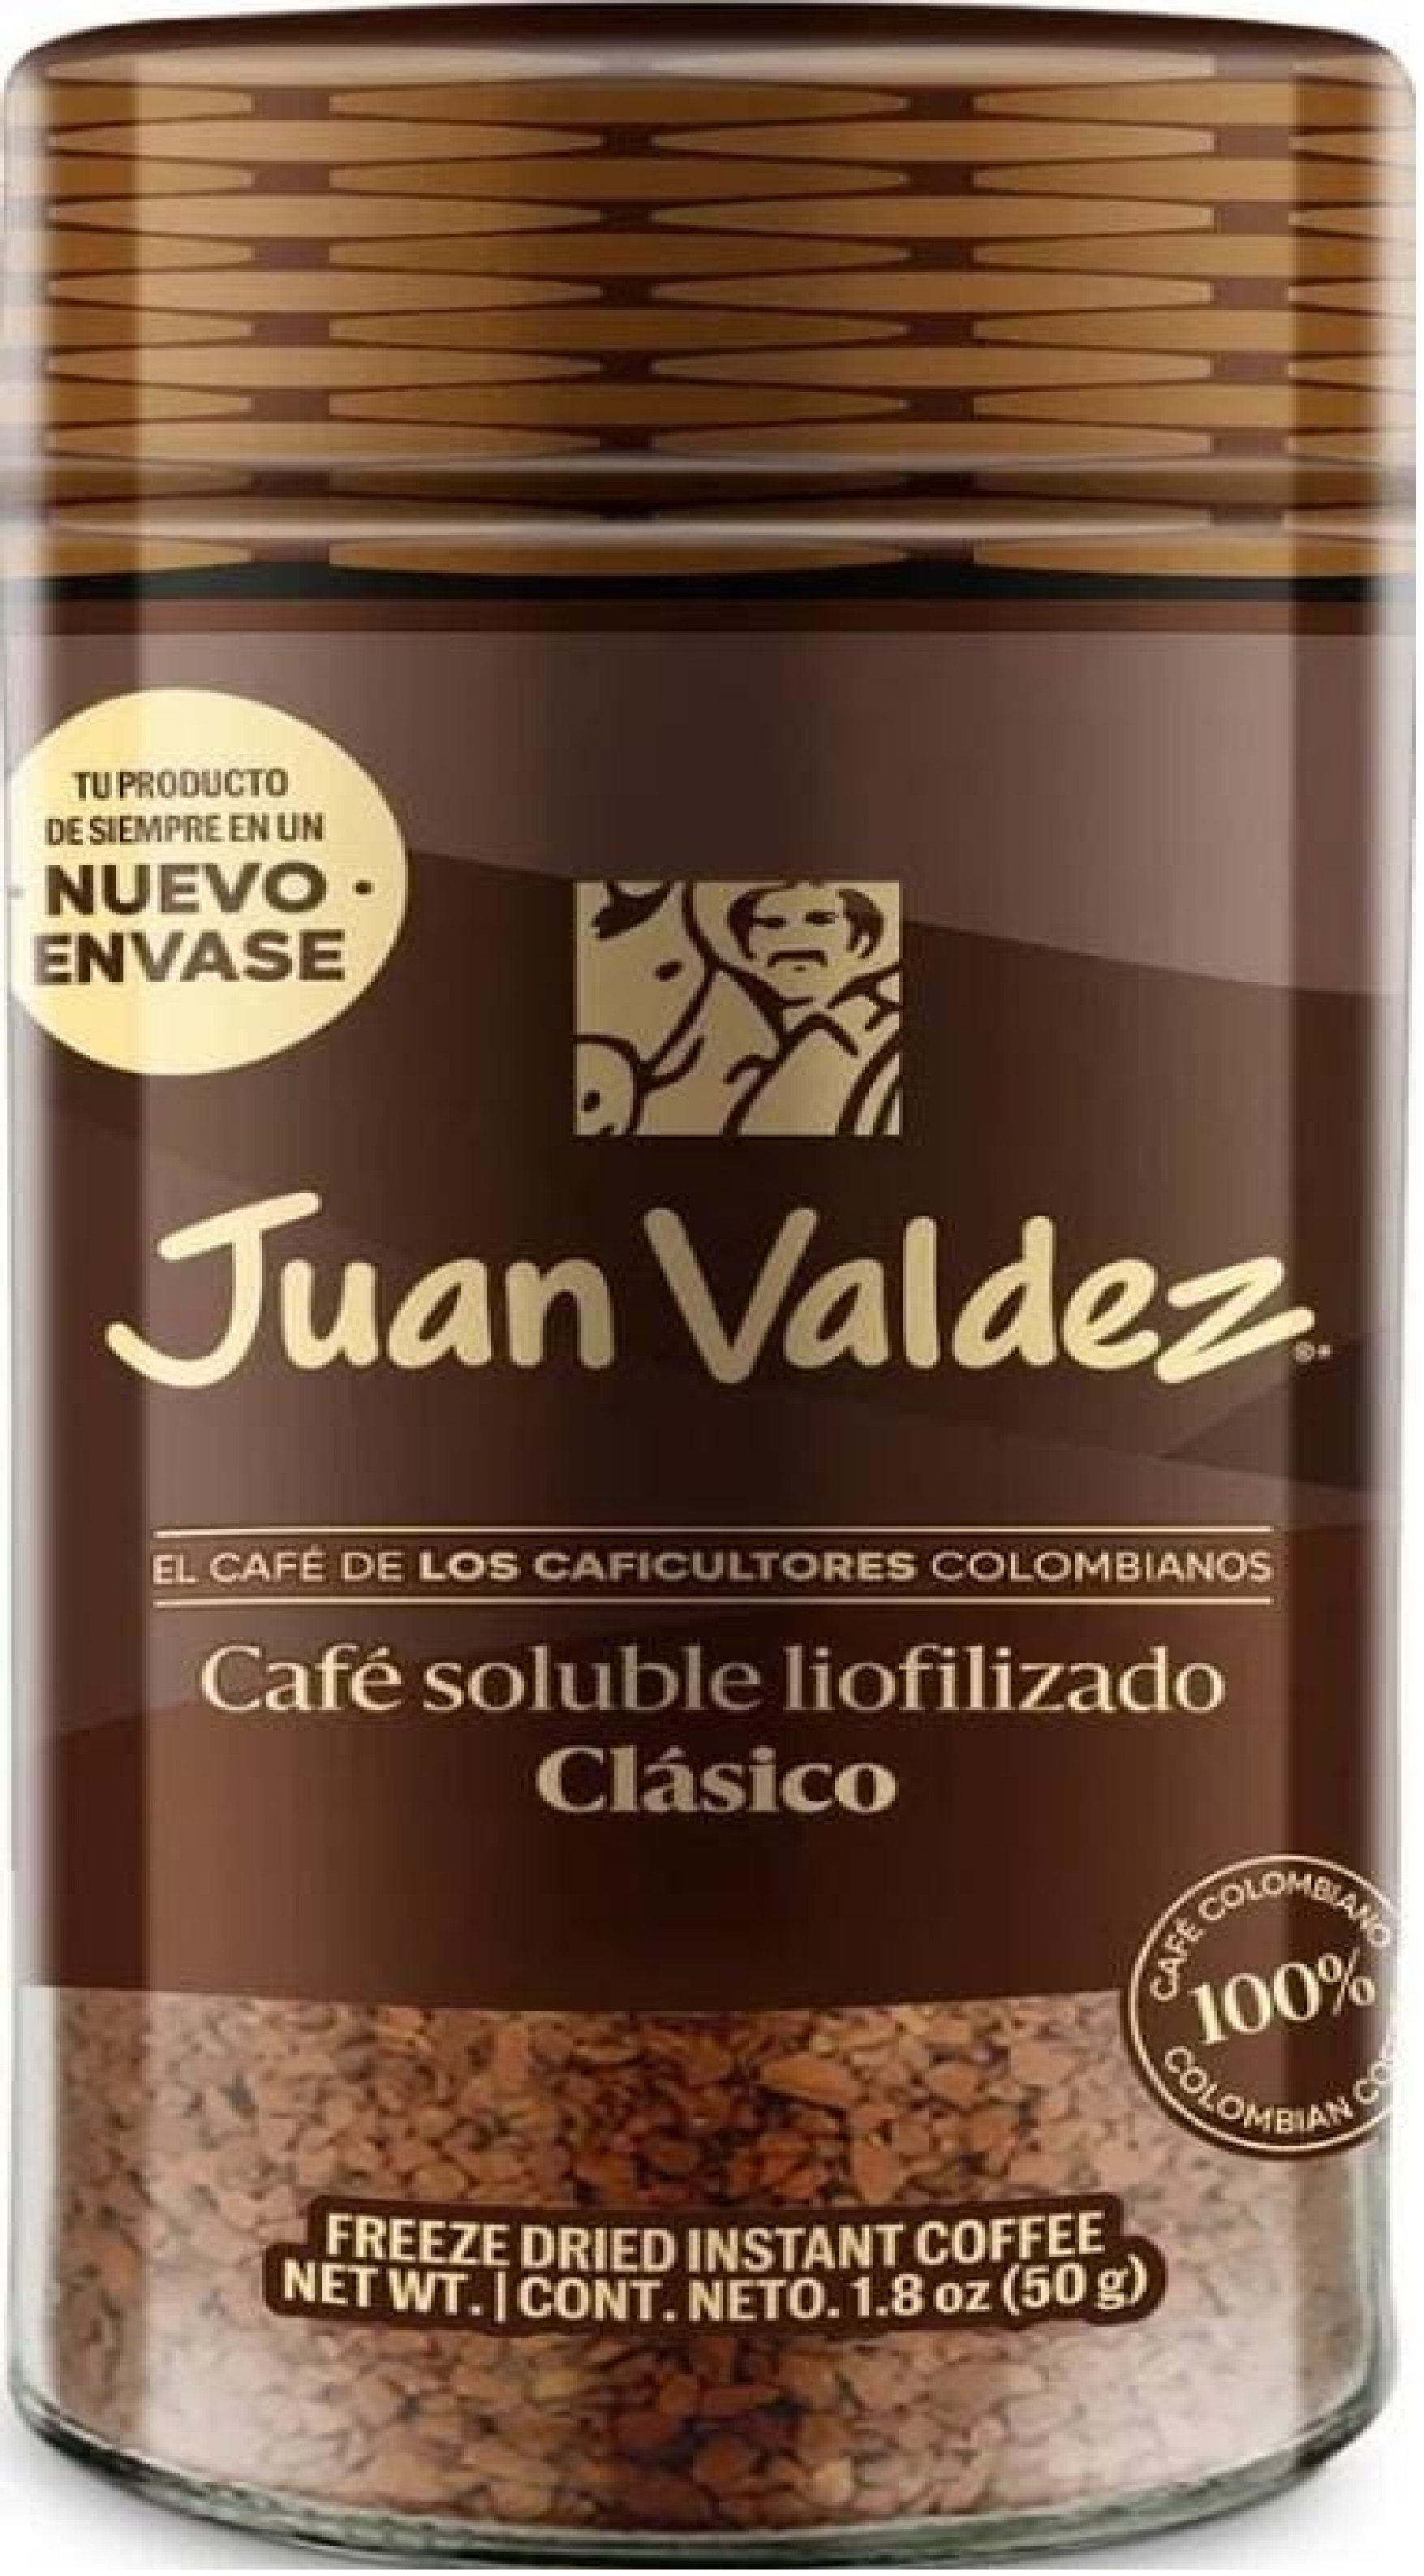 TU PRODUCTO
DE SIEMPRE EN UN
NUEVO
ENVASE
Juan Valdez
EL CAFÉ DE LOS CAFICULTORES COLOMBIANOS
Café soluble liofilizado
Clásico
CAFÉ COLOMBIANO
100%
COLOMBIAN
FREEZE DRIED INSTANT COFFEE
NET WT. | CONT. NETO. 1.8 oz (50 g)